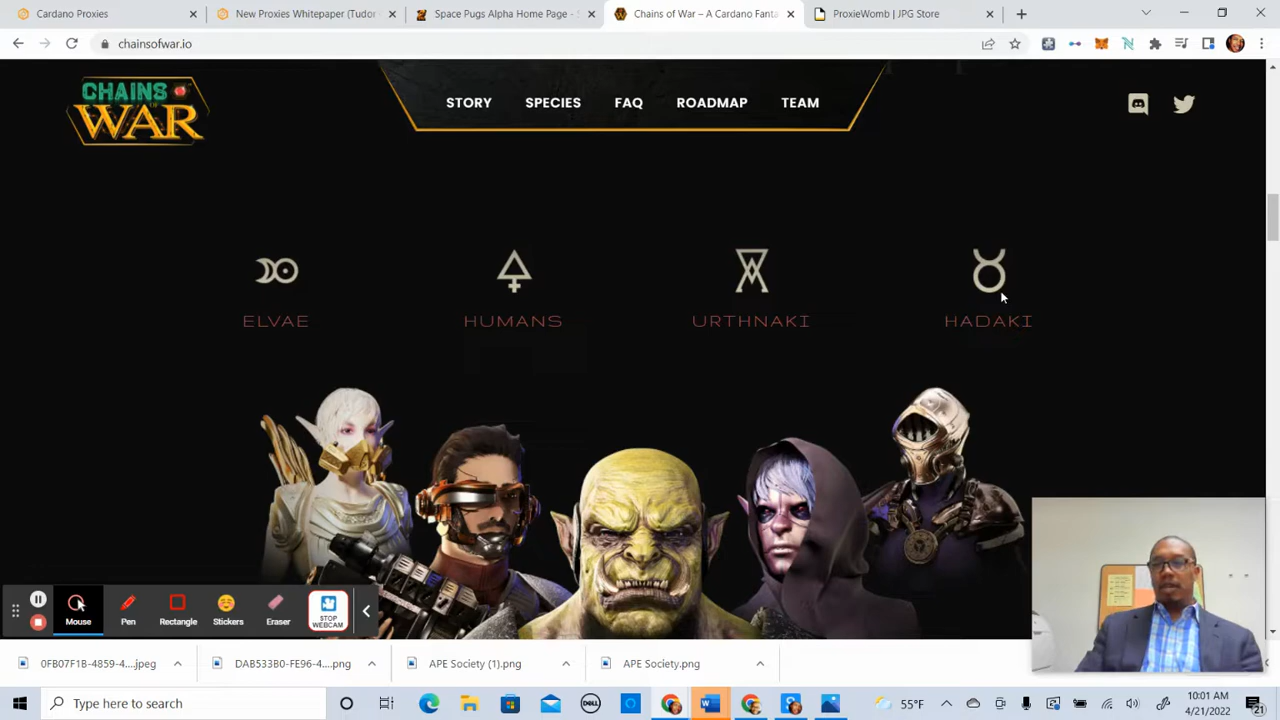 Cardano Proxies
New Proxies Whitepaper (Tudor
Space Pugs Alpha Home Page - S
Chains of War – A Cardano Fanta
ProxieWomb | JPG Store
chainsofwar.io
CHAINS OF
WAR
STORY
SPECIES
FAQ
ROADMAP
TEAM
ELVAE
HUMANS
URTHNAKI
HADAKI
Mouse
Pen
Rectangle
Stickers
Eraser
STOP
WEBCAM
0FB07F1B-4859-4....jpeg
DAB533B0-FE96-4....png
APE Society (1).png
APE Society.png
Type here to search
DELL
55°F
10:01 AM
4/21/2022
21